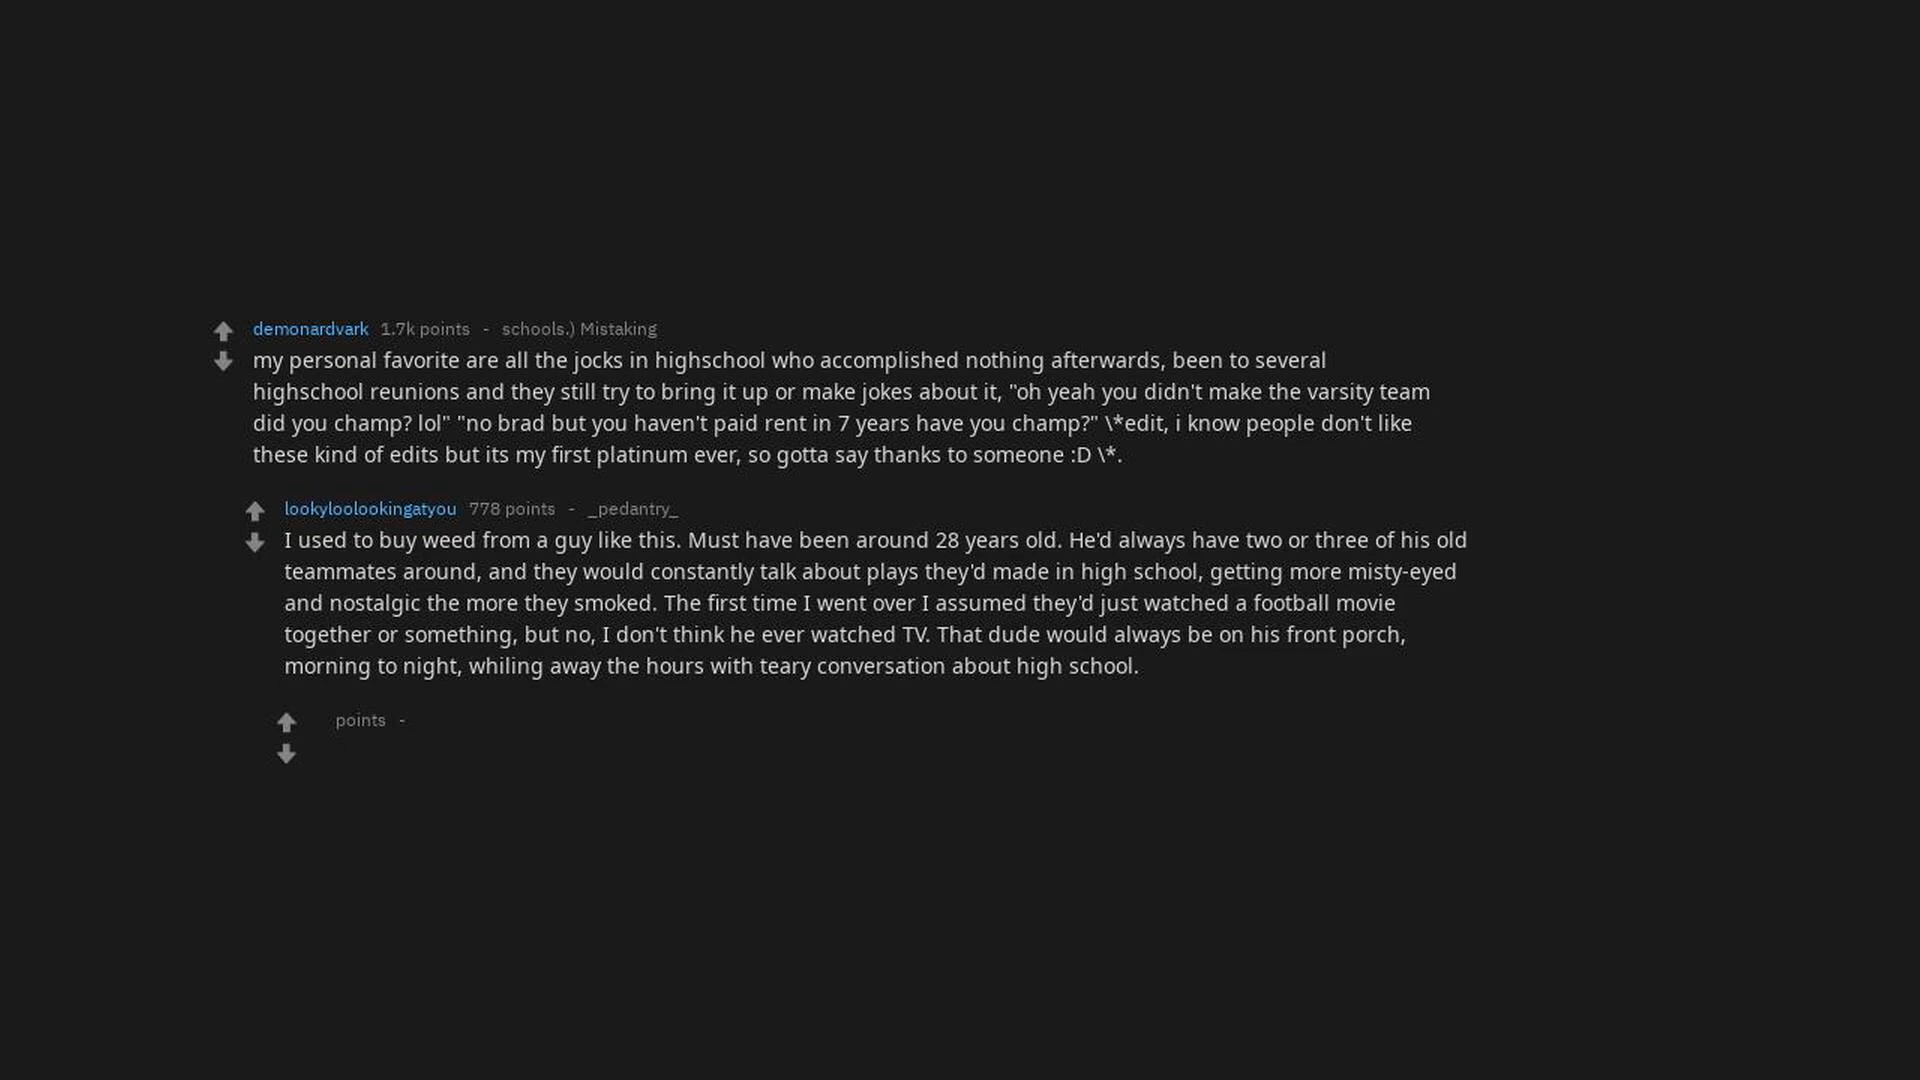 demonardvark 1.7k points - schools.) Mistaking
my personal favorite are all the jocks in highschool who accomplished nothing afterwards, been to several
highschool reunions and they still try to bring it up or make jokes about it, "oh yeah you didn't make the varsity team
did you champ? lol" "no brad but you haven't paid rent in 7 years have you champ?" \*edit, i know people don't like
these kind of edits but its my first platinum ever, so gotta say thanks to someone :D \*.
lookyloolookingatyou 778 points - _pedantry_
I used to buy weed from a guy like this. Must have been around 28 years old. He'd always have two or three of his old
teammates around, and they would constantly talk about plays they'd made in high school, getting more misty-eyed
and nostalgic the more they smoked. The first time I went over I assumed they'd just watched a football movie
together or something, but no, I don't think he ever watched TV. That dude would always be on his front porch,
morning to night, whiling away the hours with teary conversation about high school.
points -